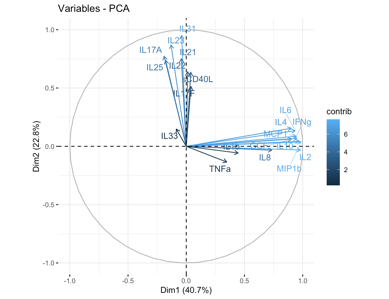 Variables - PCA
IL31
IL23
IL17A
IL21
IL25
IL22
CD40L
IL33
IL6
IL4
IFNg
IL8
IL2
TNFa
MIP1b
1.0
0.5
0.0
-0.5
-1.0
Dim2 (22.8%)
-1.0
-0.5
0.0
0.5
1.0
Dim1 (40.7%)
contrib
6
4
2